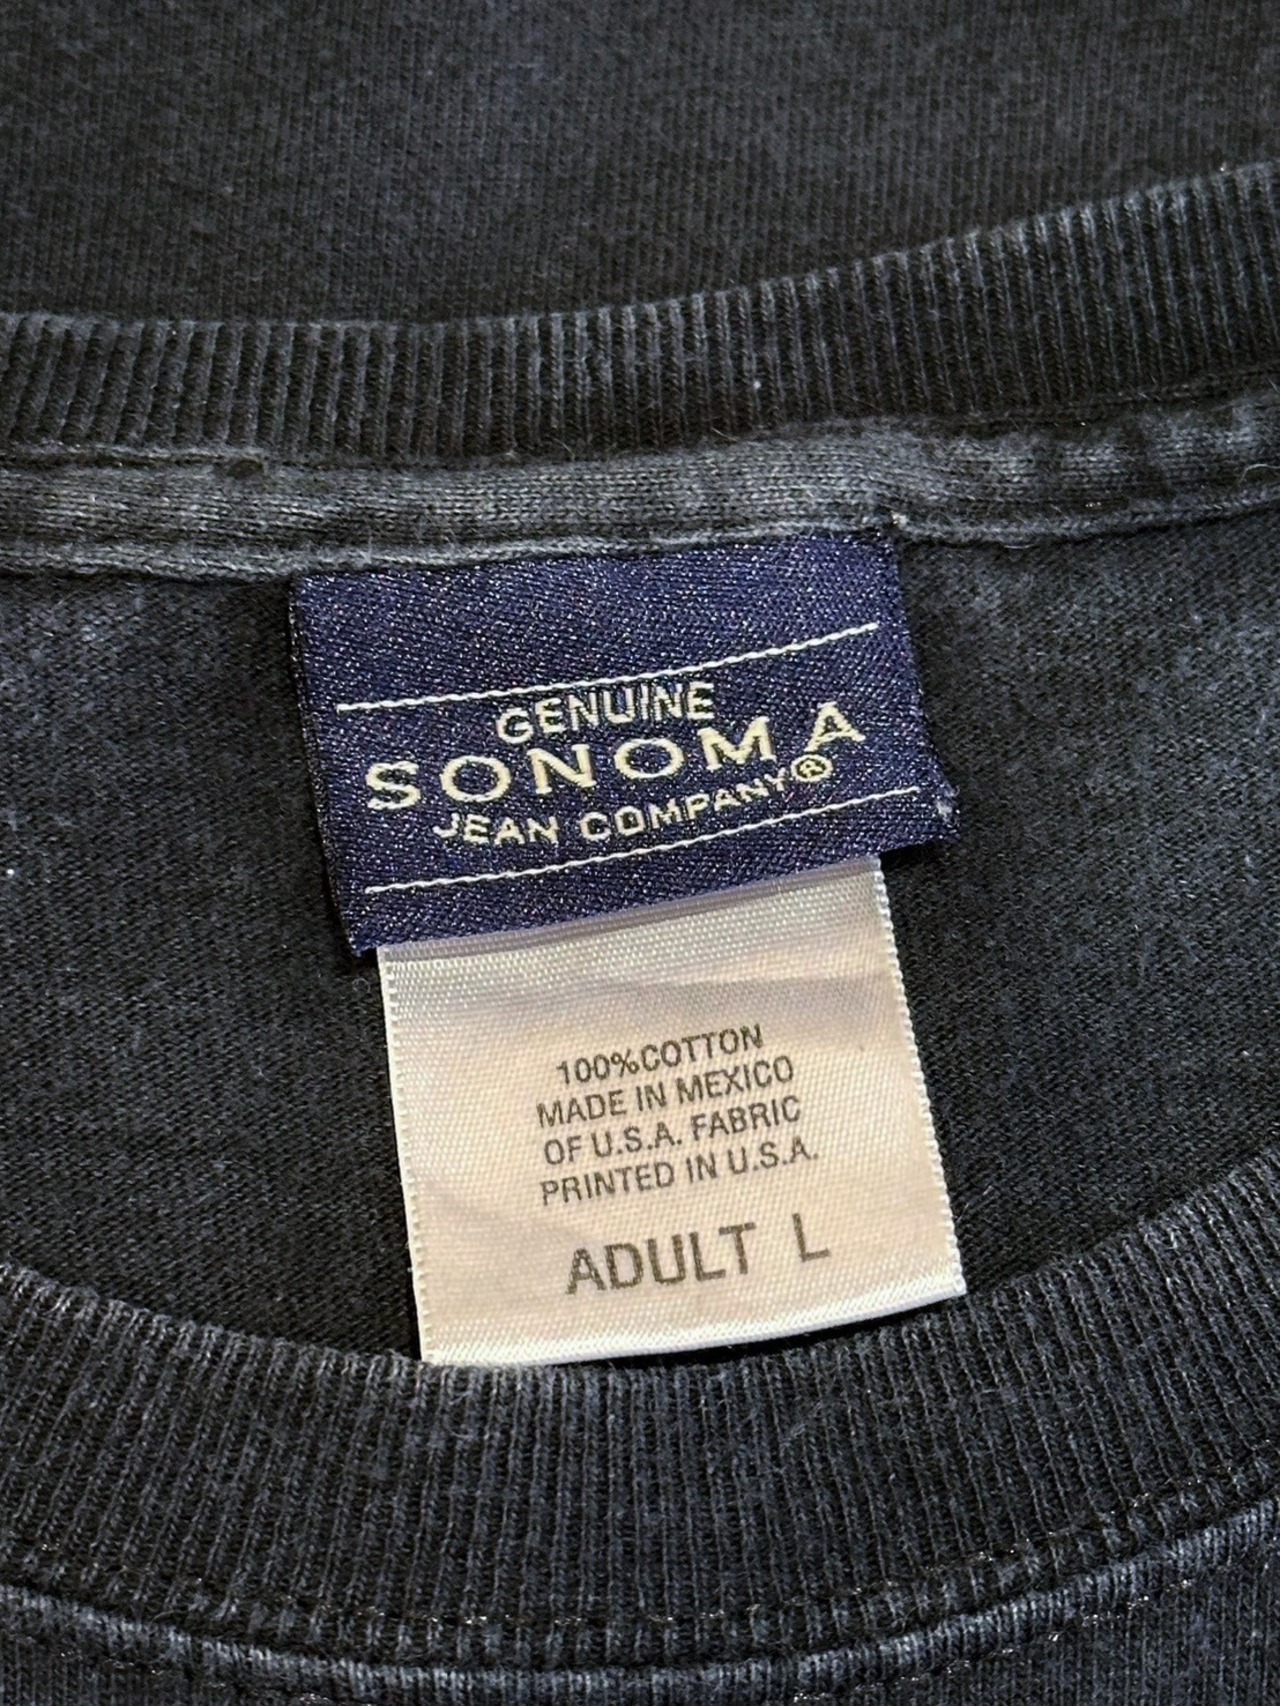 GENUINE
SONOMA
JEAN COMPANY®
100%COTTON
MADE IN MEXICO
OF U.S.A. FABRIC
PRINTED IN U.S.A.
ADULT L